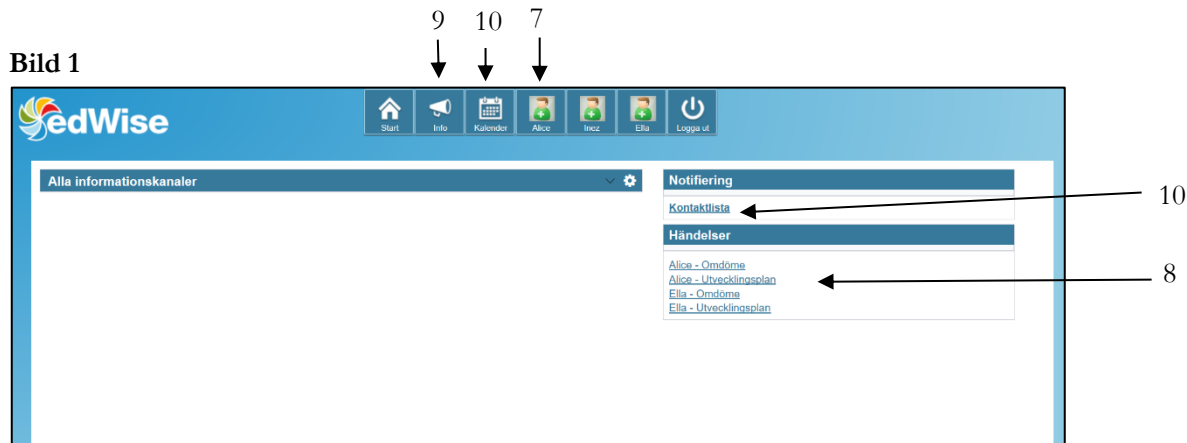 9 10 7
Bild 1
edWise
Start Info Kalender Alice Inez Ella Logga ut
Alla informationskanaler
Notifiering
Kontaktlista
10
Händelser
Alice - Omdöme
Alice - Utvecklingsplan
8
Ella - Omdöme
Ella - Utvecklingsplan